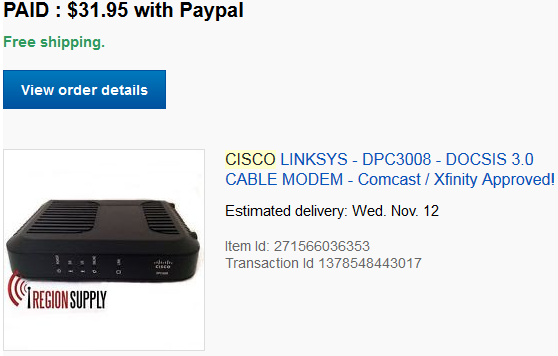 PAID : $31.95 with Paypal
Free shipping.
View order details
CISCO LINKSYS - DPC3008 - DOCSIS 3.0
CABLE MODEM - Comcast / Xfinity Approved!
Estimated delivery: Wed. Nov. 12
Item Id: 271566036353
Transaction Id 1378548443017
CISCO
iREGION SUPPLY